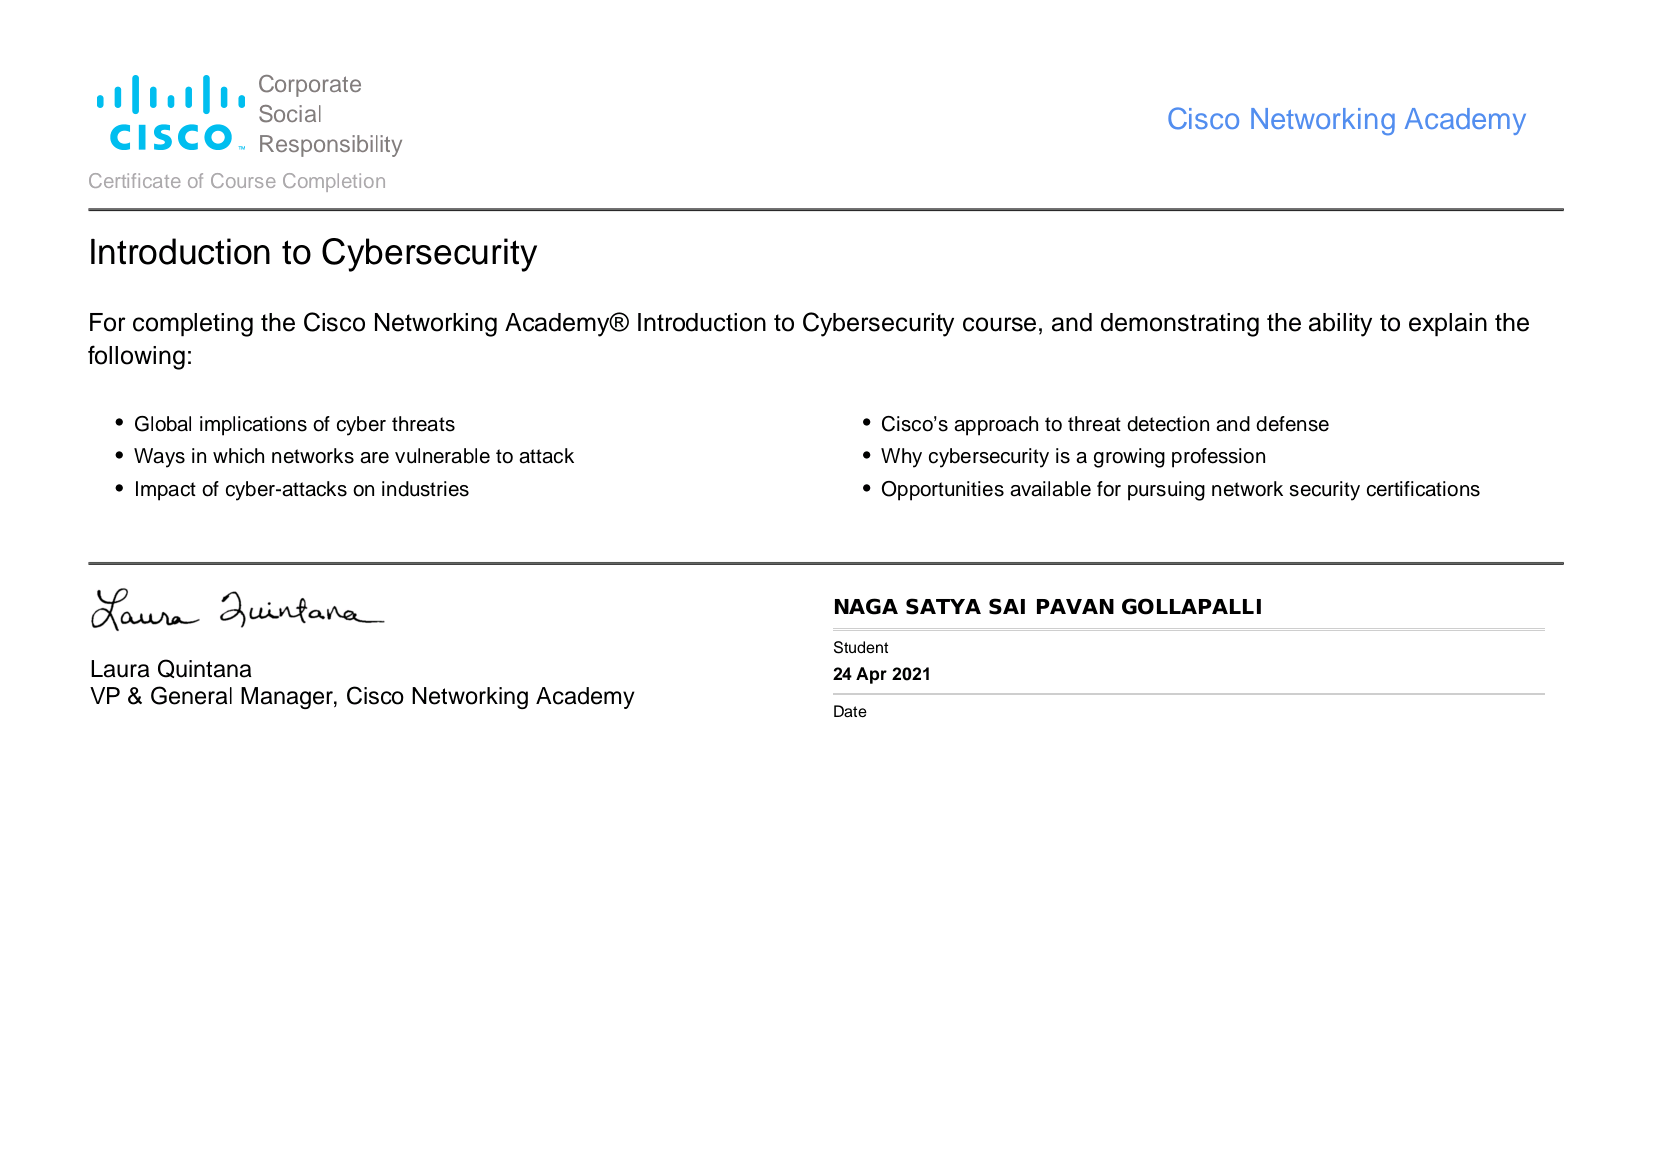 Corporate
Social
Responsibility
CISCO™
Cisco Networking Academy
Certificate of Course Completion
Introduction to Cybersecurity
For completing the Cisco Networking Academy® Introduction to Cybersecurity course, and demonstrating the ability to explain the
following:
• Global implications of cyber threats
• Ways in which networks are vulnerable to attack
• Impact of cyber-attacks on industries
• Cisco’s approach to threat detection and defense
• Why cybersecurity is a growing profession
• Opportunities available for pursuing network security certifications
Laura Quintana
Laura Quintana
VP & General Manager, Cisco Networking Academy
NAGA SATYA SAI PAVAN GOLLAPALLI
Student
24 Apr 2021
Date